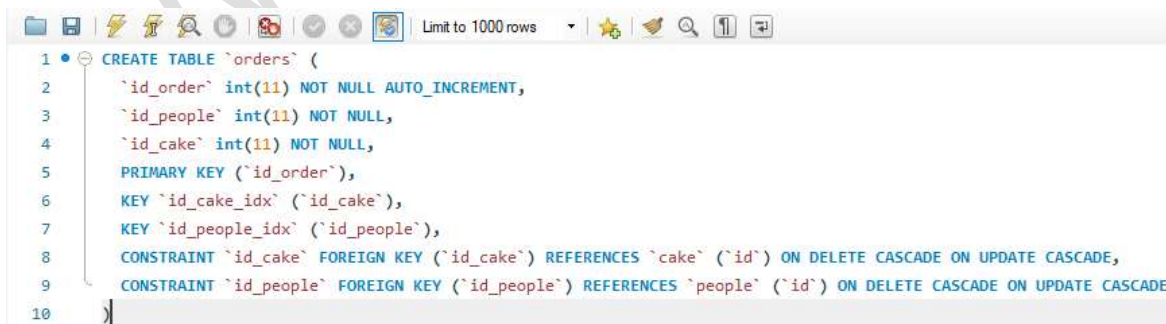 Limit to 1000 rows
1 CREATE TABLE `orders` (
2 `id_order` int(11) NOT NULL AUTO_INCREMENT,
3 `id_people` int(11) NOT NULL,
4 `id_cake` int(11) NOT NULL,
5 PRIMARY KEY (`id_order`),
6 KEY `id_cake_idx` (`id_cake`),
7 KEY `id_people_idx` (`id_people`),
8 CONSTRAINT `id_cake` FOREIGN KEY (`id_cake`) REFERENCES `cake` (`id`) ON DELETE CASCADE ON UPDATE CASCADE,
9 CONSTRAINT `id_people` FOREIGN KEY (`id_people`) REFERENCES `people` (`id`) ON DELETE CASCADE ON UPDATE CASCADE
10 )